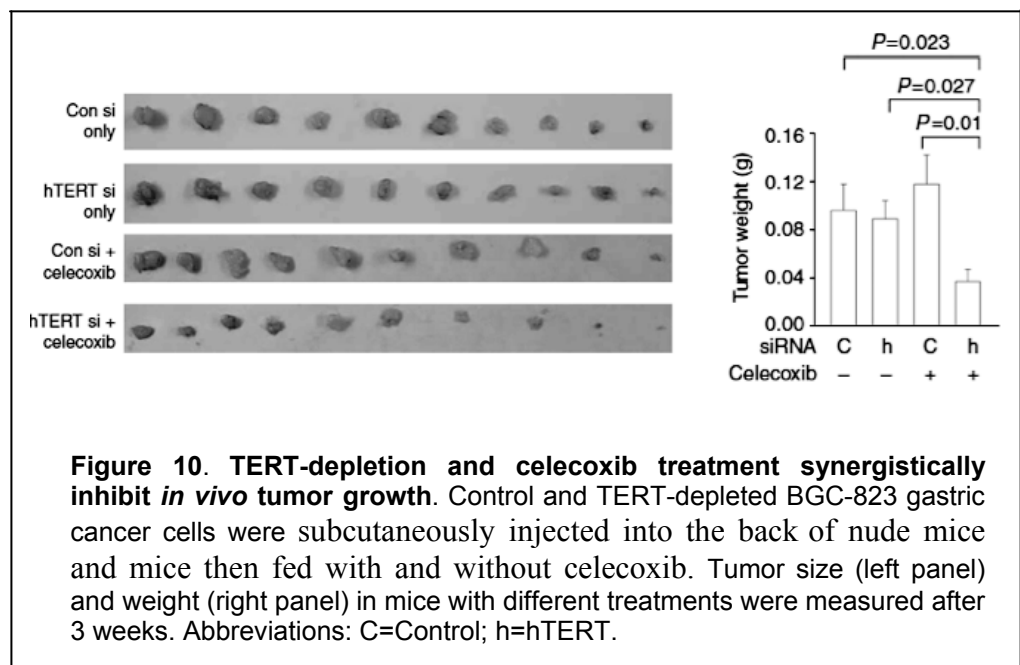 Con si
only
hTERT si
only
Con si +
celecoxib
hTERT si +
celecoxib
P=0.023
P=0.027
P=0.01
Tumor weight (g)
0.16
0.12
0.08
0.04
0.00
siRNA C h C h
Celecoxib – – + +
Figure 10. TERT-depletion and celecoxib treatment synergistically
inhibit in vivo tumor growth. Control and TERT-depleted BGC-823 gastric
cancer cells were subcutaneously injected into the back of nude mice
and mice then fed with and without celecoxib. Tumor size (left panel)
and weight (right panel) in mice with different treatments were measured after
3 weeks. Abbreviations: C=Control; h=hTERT.